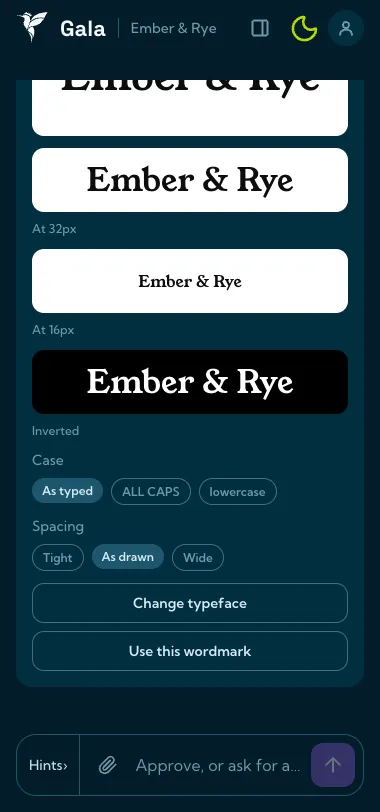 Gala
Ember & Rye
Ember & Rye
Ember & Rye
At 32px
Ember & Rye
At 16px
Ember & Rye
Inverted
Case
As typed
ALL CAPS
lowercase
Spacing
Tight
As drawn
Wide
Change typeface
Use this wordmark
Hints›
Approve, or ask for a...